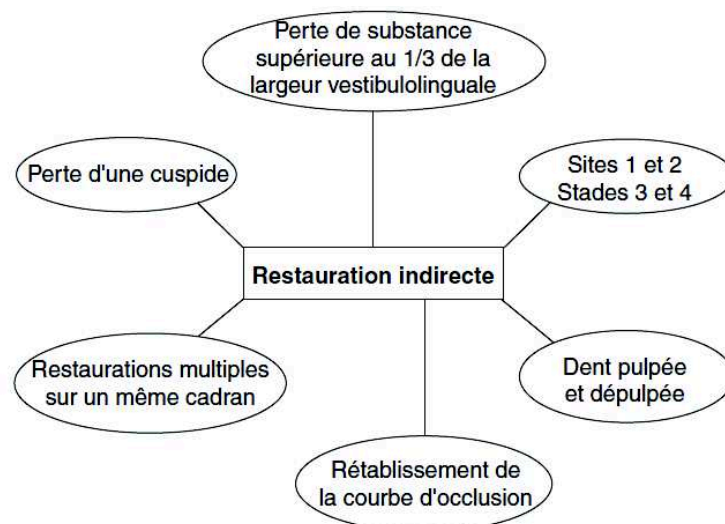 Perte de substance
supérieure au 1/3 de la
largeur vestibulolinguale
Perte d'une cuspide
Sites 1 et 2
Stades 3 et 4
Restauration indirecte
Restaurations multiples
sur un même cadran
Dent pulpée
et dépulpée
Rétablissement de
la courbe d'occlusion